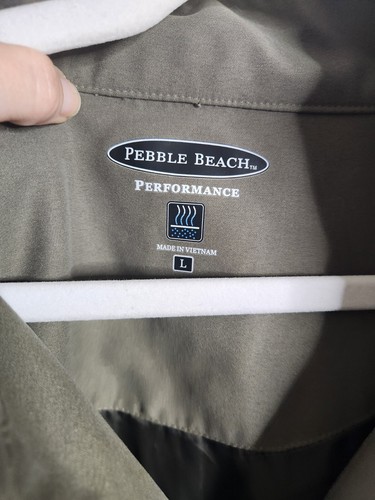 PEBBLE BEACH™
PERFORMANCE
MADE IN VIETNAM
L